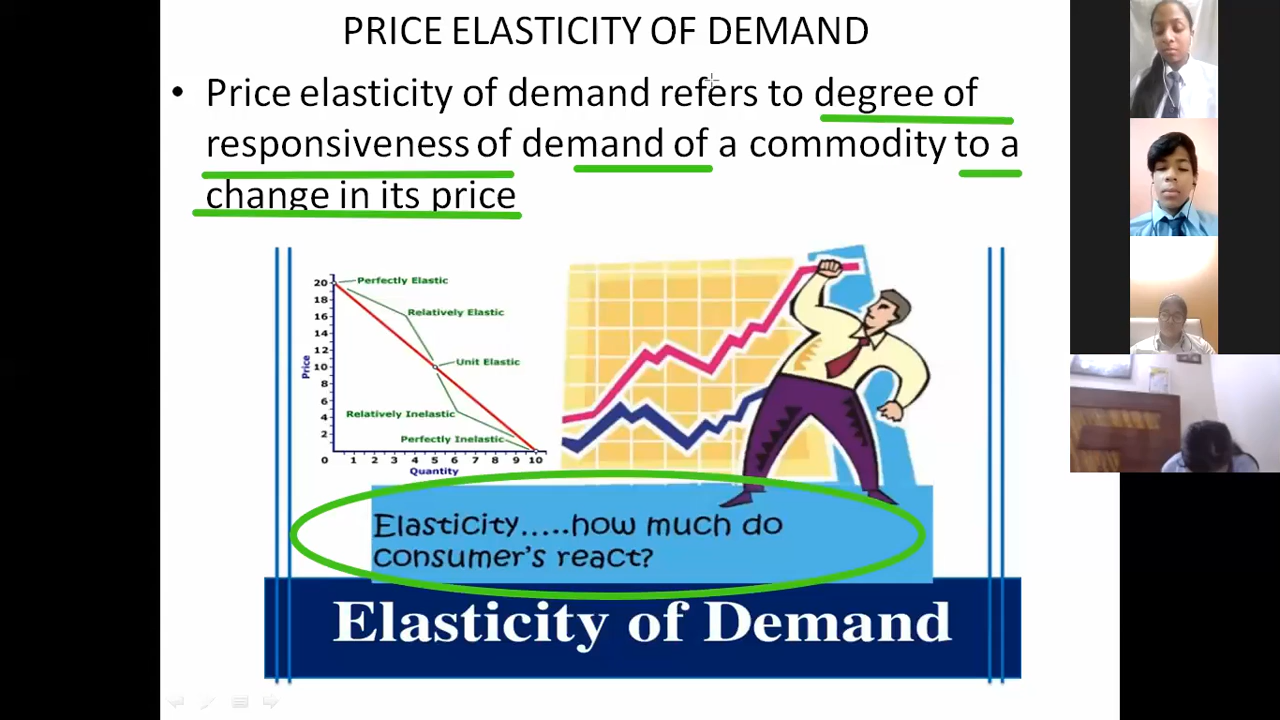 PRICE ELASTICITY OF DEMAND
• Price elasticity of demand refers to degree of
responsiveness of demand of a commodity to a
change in its price
20
18
16
14
12
10
8
6
4
2
0
Price
Perfectly Elastic
Relatively Elastic
Unit Elastic
Relatively Inelastic
Perfectly Inelastic
1 2 3 4 5 6 7 8 9 10
Quantity
Elasticity.....how much do
consumer's react?
Elasticity of Demand